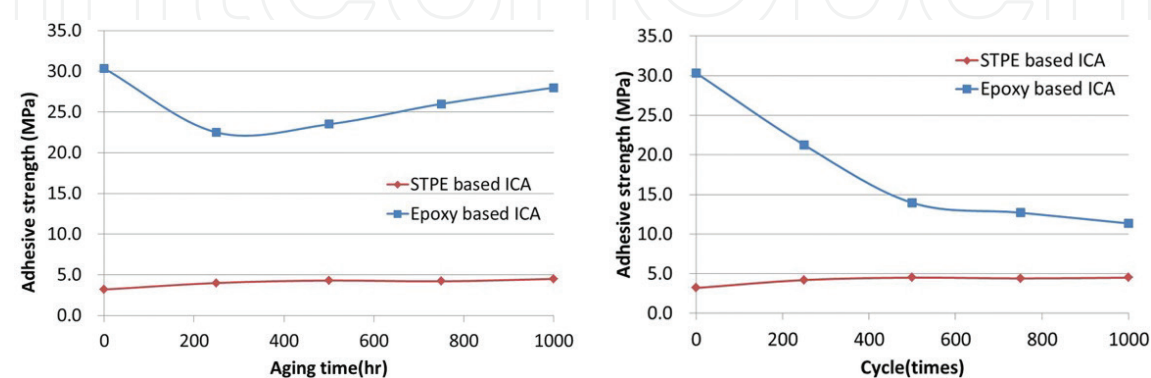 35.0
30.0
25.0
20.0
15.0
10.0
5.0
0.0
Adhesive strength (MPa)
STPE based ICA
Epoxy based ICA
0 200 400 600 800 1000
Aging time(hr)
35.0
30.0
25.0
20.0
15.0
10.0
5.0
0.0
Adhesive strength (MPa)
STPE based ICA
Epoxy based ICA
0 200 400 600 800 1000
Cycle(times)